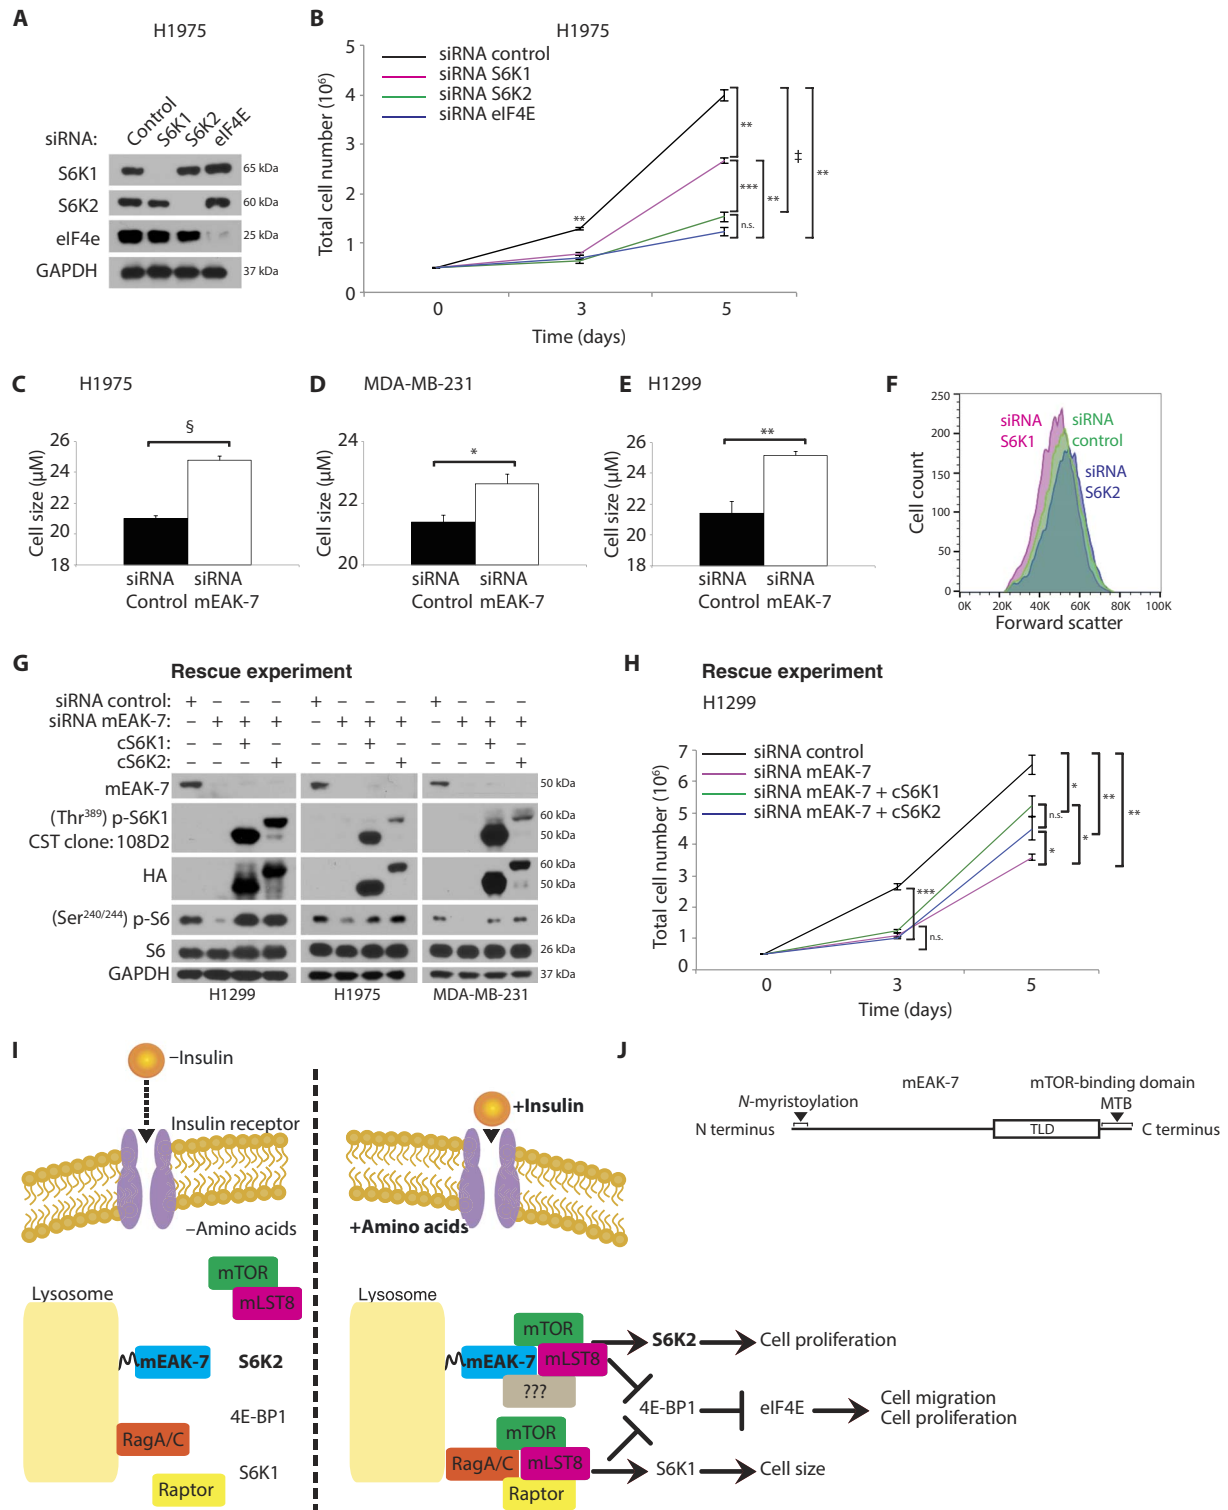 A
H1975
siRNA:
Control
S6K1
S6K2
eIF4E
S6K1
65 kDa
S6K2
60 kDa
eIF4e
25 kDa
GAPDH
37 kDa
B
H1975
siRNA control
siRNA S6K1
siRNA S6K2
siRNA eIF4E
Total cell number (10⁶)
5
4
3
2
1
0
**
**
***
n.s.
**
‡
**
0
3
5
Time (days)
C
H1975
Cell size (µM)
26
24
22
20
18
§
siRNA siRNA
Control mEAK-7
D
MDA-MB-231
Cell size (µM)
24
22
20
*
siRNA siRNA
Control mEAK-7
E
H1299
Cell size (µM)
26
24
22
20
18
**
siRNA siRNA
Control mEAK-7
F
Cell count
250
200
150
100
50
0
siRNA
S6K1
siRNA
control
siRNA
S6K2
0K 20K 40K 60K 80K 100K
Forward scatter
G
Rescue experiment
siRNA control: + – – – + – – – + – – –
siRNA mEAK-7: – + + + – + + + – + + +
cS6K1: – – + – – – + – – – + –
cS6K2: – – – + – – – + – – – +
mEAK-7
50 kDa
(Thr³⁸⁹) p-S6K1
60 kDa
CST clone: 108D2
50 kDa
HA
60 kDa
50 kDa
(Ser²⁴⁰/²⁴⁴) p-S6
26 kDa
S6
26 kDa
GAPDH
37 kDa
H1299 H1975 MDA-MB-231
H
Rescue experiment
H1299
siRNA control
siRNA mEAK-7
siRNA mEAK-7 + cS6K1
siRNA mEAK-7 + cS6K2
Total cell number (10⁶)
7
6
5
4
3
2
1
0
***
n.s.
n.s.
*
*
*
**
**
0
3
5
Time (days)
I
–Insulin
Insulin receptor
–Amino acids
mTOR
mLST8
Lysosome
mEAK-7
S6K2
4E-BP1
RagA/C
S6K1
Raptor
+Insulin
+Amino acids
Lysosome
mTOR
mEAK-7
mLST8
???
S6K2
Cell proliferation
4E-BP1
eIF4E
Cell migration
Cell proliferation
mTOR
RagA/C
mLST8
Raptor
S6K1
Cell size
J
mEAK-7
mTOR-binding domain
N-myristoylation
MTB
N terminus
TLD
C terminus